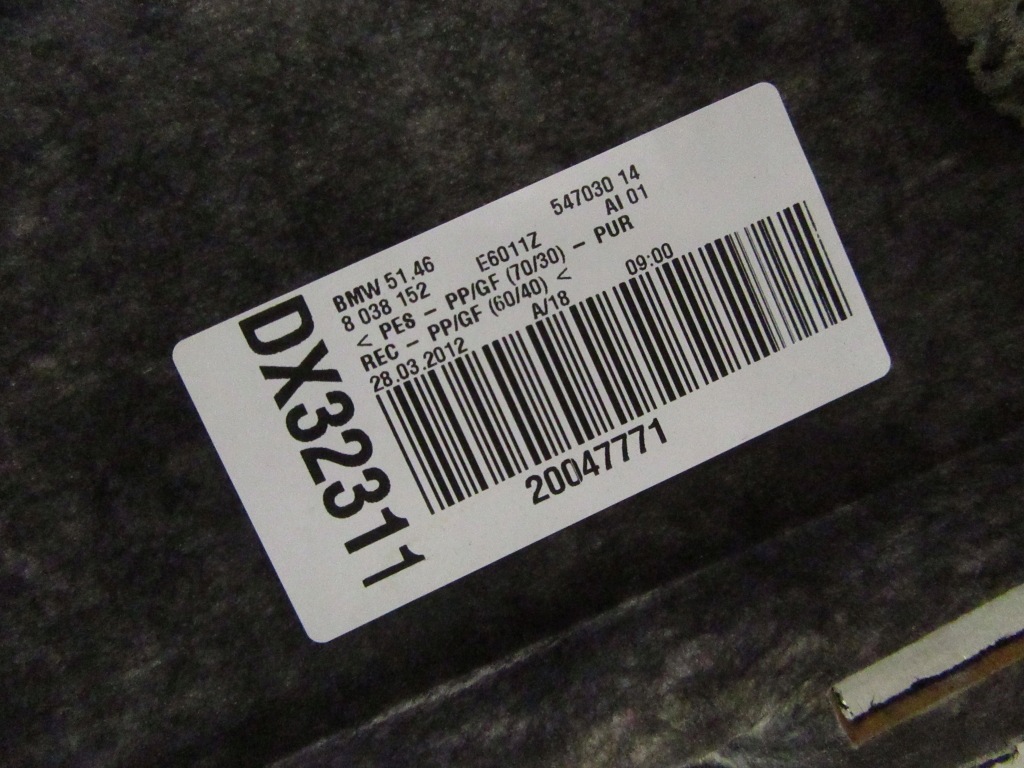 BMW 51.46 547030 14
8 038 152 E6011Z AI 01
< PES - PP/GF (70/30) - PUR
REC - PP/GF (60/40) <
28.03.2012 A/18 09:00
20047771
DX32311